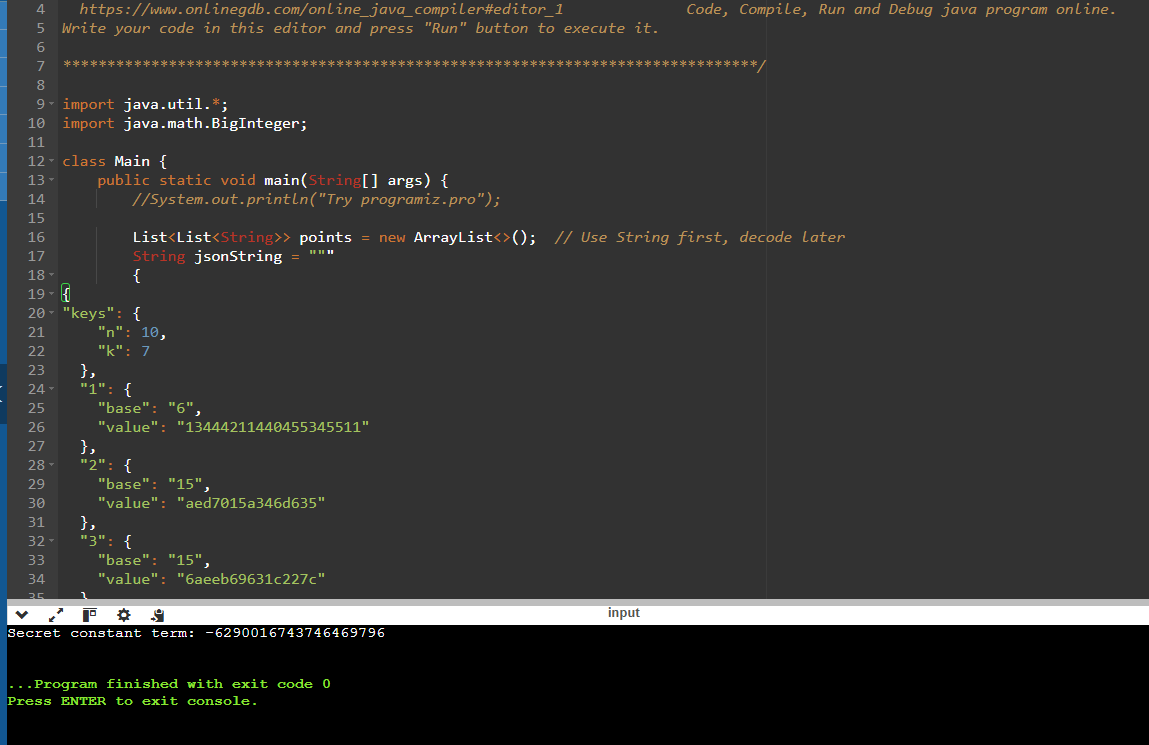 4 https://www.onlinegdb.com/online_java_compiler#editor_1 Code, Compile, Run and Debug java program online.
5 Write your code in this editor and press "Run" button to execute it.
6
7 *******************************************************************************/
8
9 import java.util.*;
10 import java.math.BigInteger;
11
12 class Main {
13 public static void main(String[] args) {
14 //System.out.println("Try programiz.pro");
15
16 List<List<String>> points = new ArrayList<>(); // Use String first, decode later
17 String jsonString = """
18 {
19 {
20 "keys": {
21 "n": 10,
22 "k": 7
23 },
24 "1": {
25 "base": "6",
26 "value": "13444211440455345511"
27 },
28 "2": {
29 "base": "15",
30 "value": "aed7015a346d635"
31 },
32 "3": {
33 "base": "15",
34 "value": "6aeeb69631c227c"
35 }
input
Secret constant term: -6290016743746469796
...Program finished with exit code 0
Press ENTER to exit console.